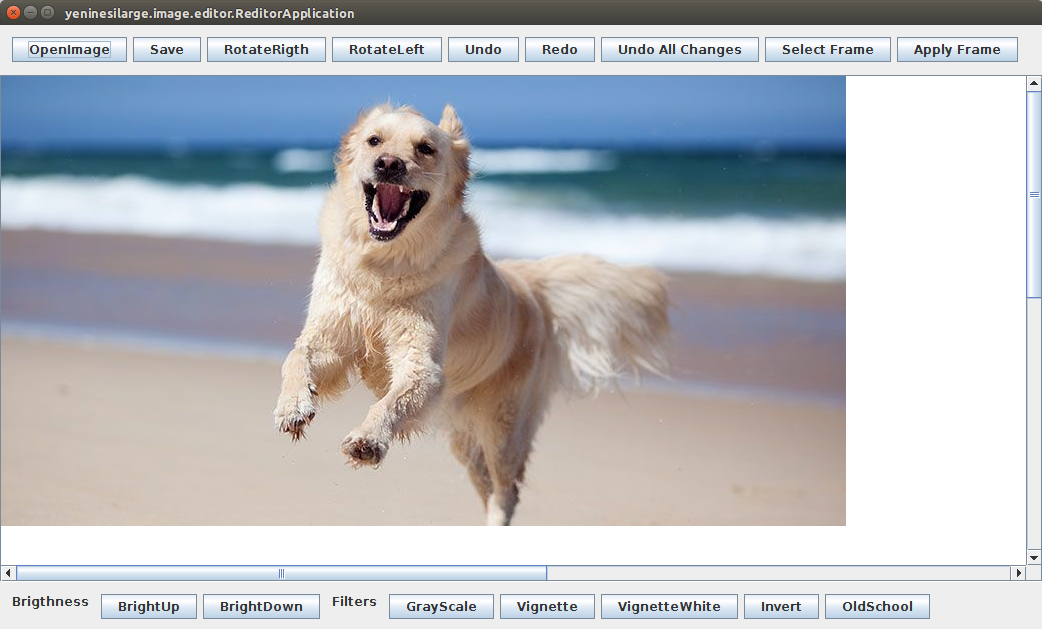 yeninesilarge.image.editor.ReditorApplication
OpenImage Save RotateRigth RotateLeft Undo Redo Undo All Changes Select Frame Apply Frame
Brigthness BrightUp BrightDown Filters GrayScale Vignette VignetteWhite Invert OldSchool